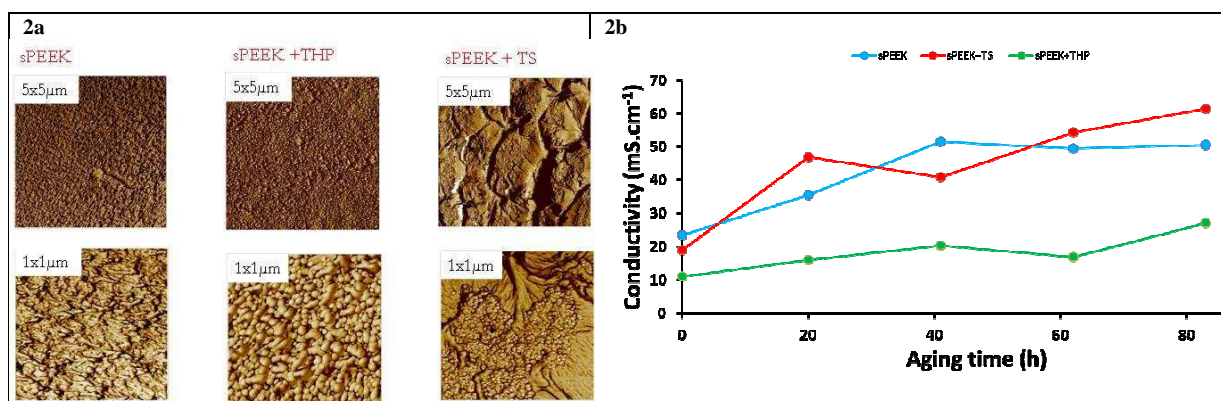 2a
sPEEK
sPEEK +THP
sPEEK + TS
5x5µm
5x5µm
5x5µm
1x1µm
1x1µm
1x1µm
2b
sPEEK
sPEEK+TS
sPEEK+THP
Conductivity (mS.cm-1)
70
60
50
40
30
20
10
0
0
20
40
60
80
Aging time (h)